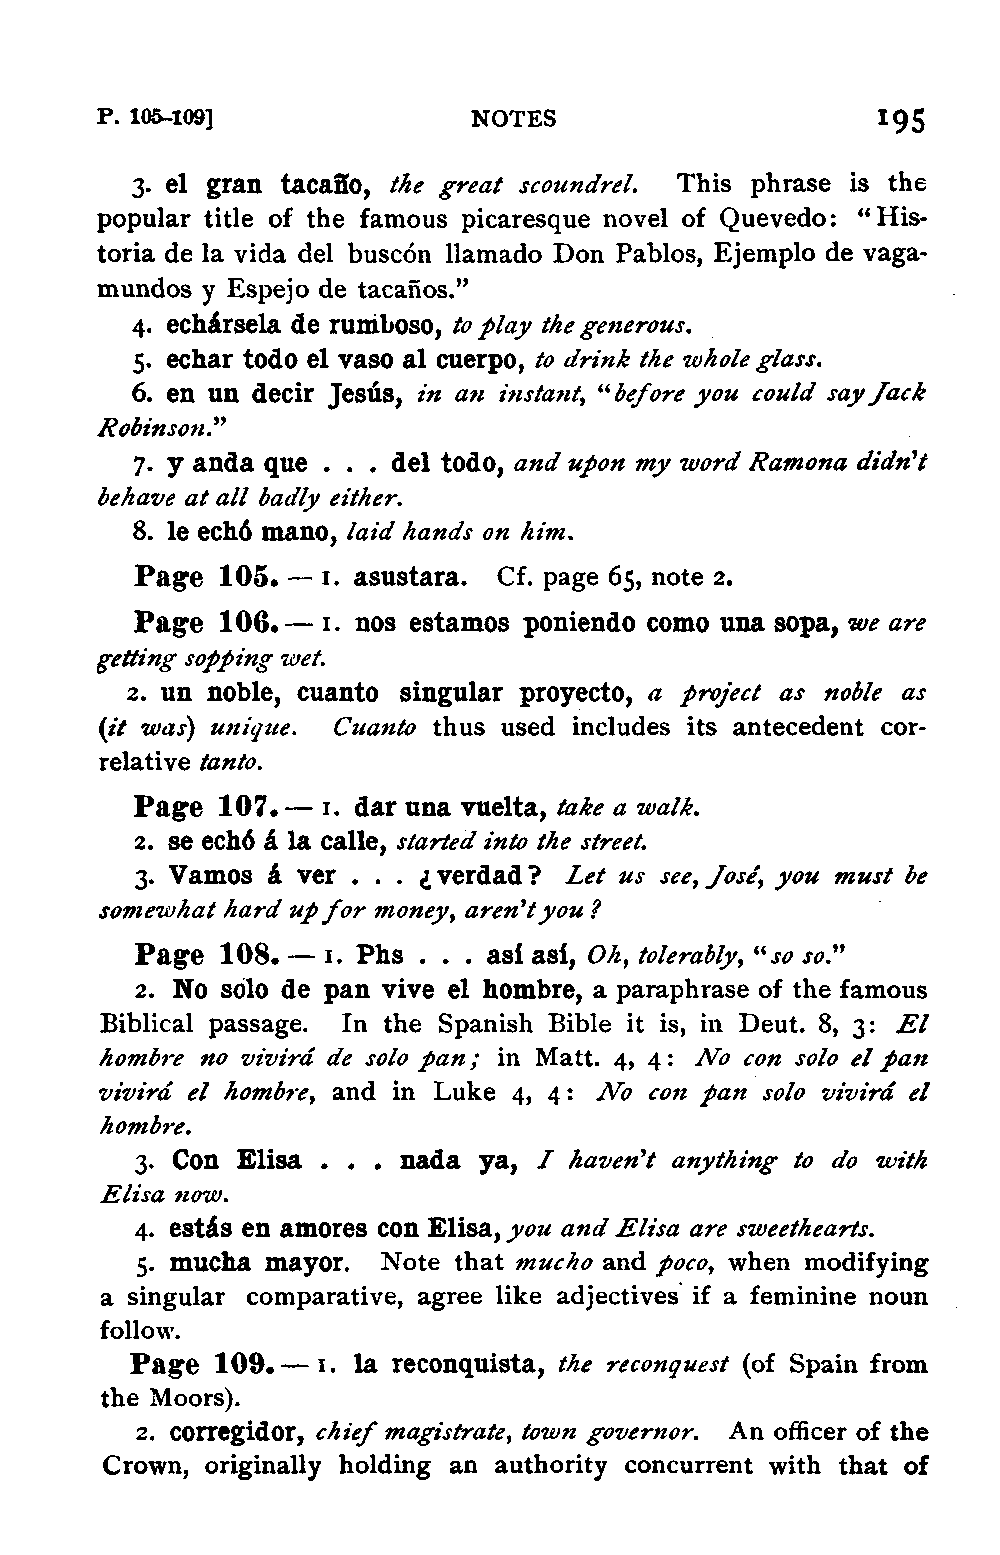 P. 105–109] NOTES 195
3. el gran tacaño, the great scoundrel. This phrase is the
popular title of the famous picaresque novel of Quevedo: “His-
toria de la vida del buscón llamado Don Pablos, Ejemplo de vaga-
mundos y Espejo de tacaños.”
4. echársela de rumboso, to play the generous.
5. echar todo el vaso al cuerpo, to drink the whole glass.
6. en un decir Jesús, in an instant, “before you could say Jack
Robinson.”
7. y anda que . . . del todo, and upon my word Ramona didn't
behave at all badly either.
8. le echó mano, laid hands on him.
Page 105. — 1. asustara. Cf. page 65, note 2.
Page 106. — 1. nos estamos poniendo como una sopa, we are
getting sopping wet.
2. un noble, cuanto singular proyecto, a project as noble as
(it was) unique. Cuanto thus used includes its antecedent cor-
relative tanto.
Page 107. — 1. dar una vuelta, take a walk.
2. se echó á la calle, started into the street.
3. Vamos á ver . . . ¿verdad? Let us see, José, you must be
somewhat hard up for money, aren't you?
Page 108. — 1. Phs . . . así así, Oh, tolerably, “so so.”
2. No sólo de pan vive el hombre, a paraphrase of the famous
Biblical passage. In the Spanish Bible it is, in Deut. 8, 3: El
hombre no vivirá de solo pan; in Matt. 4, 4: No con solo el pan
vivirá el hombre, and in Luke 4, 4: No con pan solo vivirá el
hombre.
3. Con Elisa . . . nada ya, I haven't anything to do with
Elisa now.
4. estás en amores con Elisa, you and Elisa are sweethearts.
5. mucha mayor. Note that mucho and poco, when modifying
a singular comparative, agree like adjectives if a feminine noun
follow.
Page 109. — 1. la reconquista, the reconquest (of Spain from
the Moors).
2. corregidor, chief magistrate, town governor. An officer of the
Crown, originally holding an authority concurrent with that of